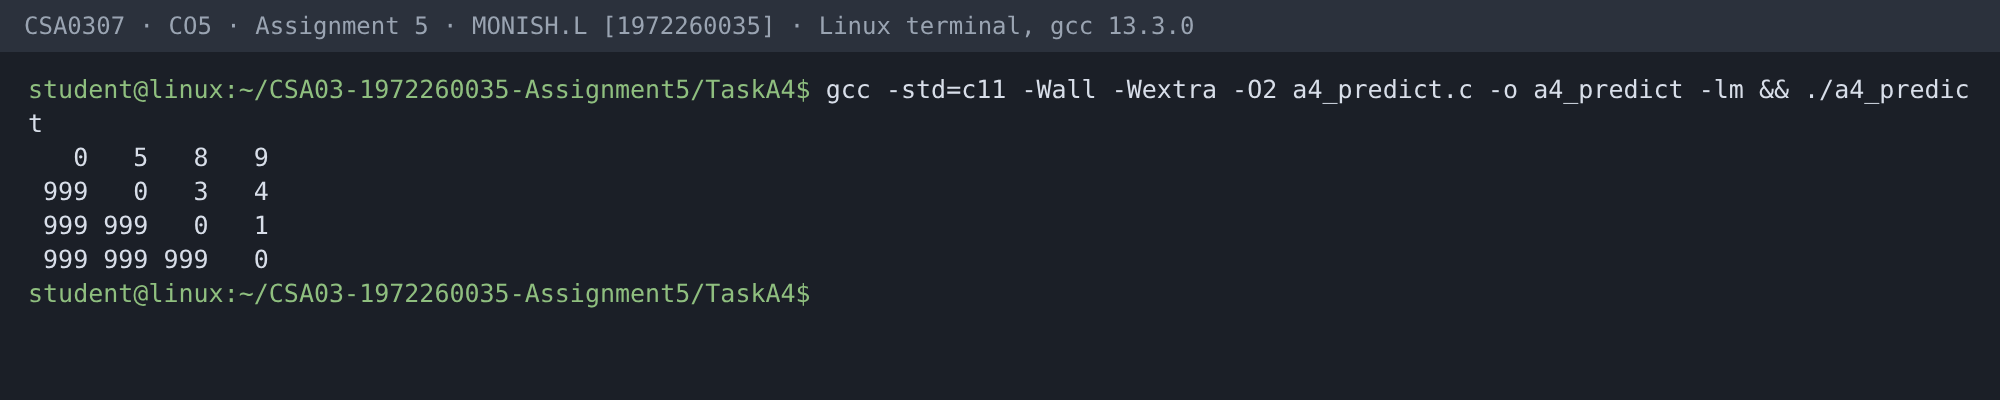 CSA0307 · CO5 · Assignment 5 · MONISH.L [1972260035] · Linux terminal, gcc 13.3.0
student@linux:~/CSA03-1972260035-Assignment5/TaskA4$ gcc -std=c11 -Wall -Wextra -O2 a4_predict.c -o a4_predict -lm && ./a4_predic
t
   0   5   8   9
 999   0   3   4
 999 999   0   1
 999 999 999   0
student@linux:~/CSA03-1972260035-Assignment5/TaskA4$